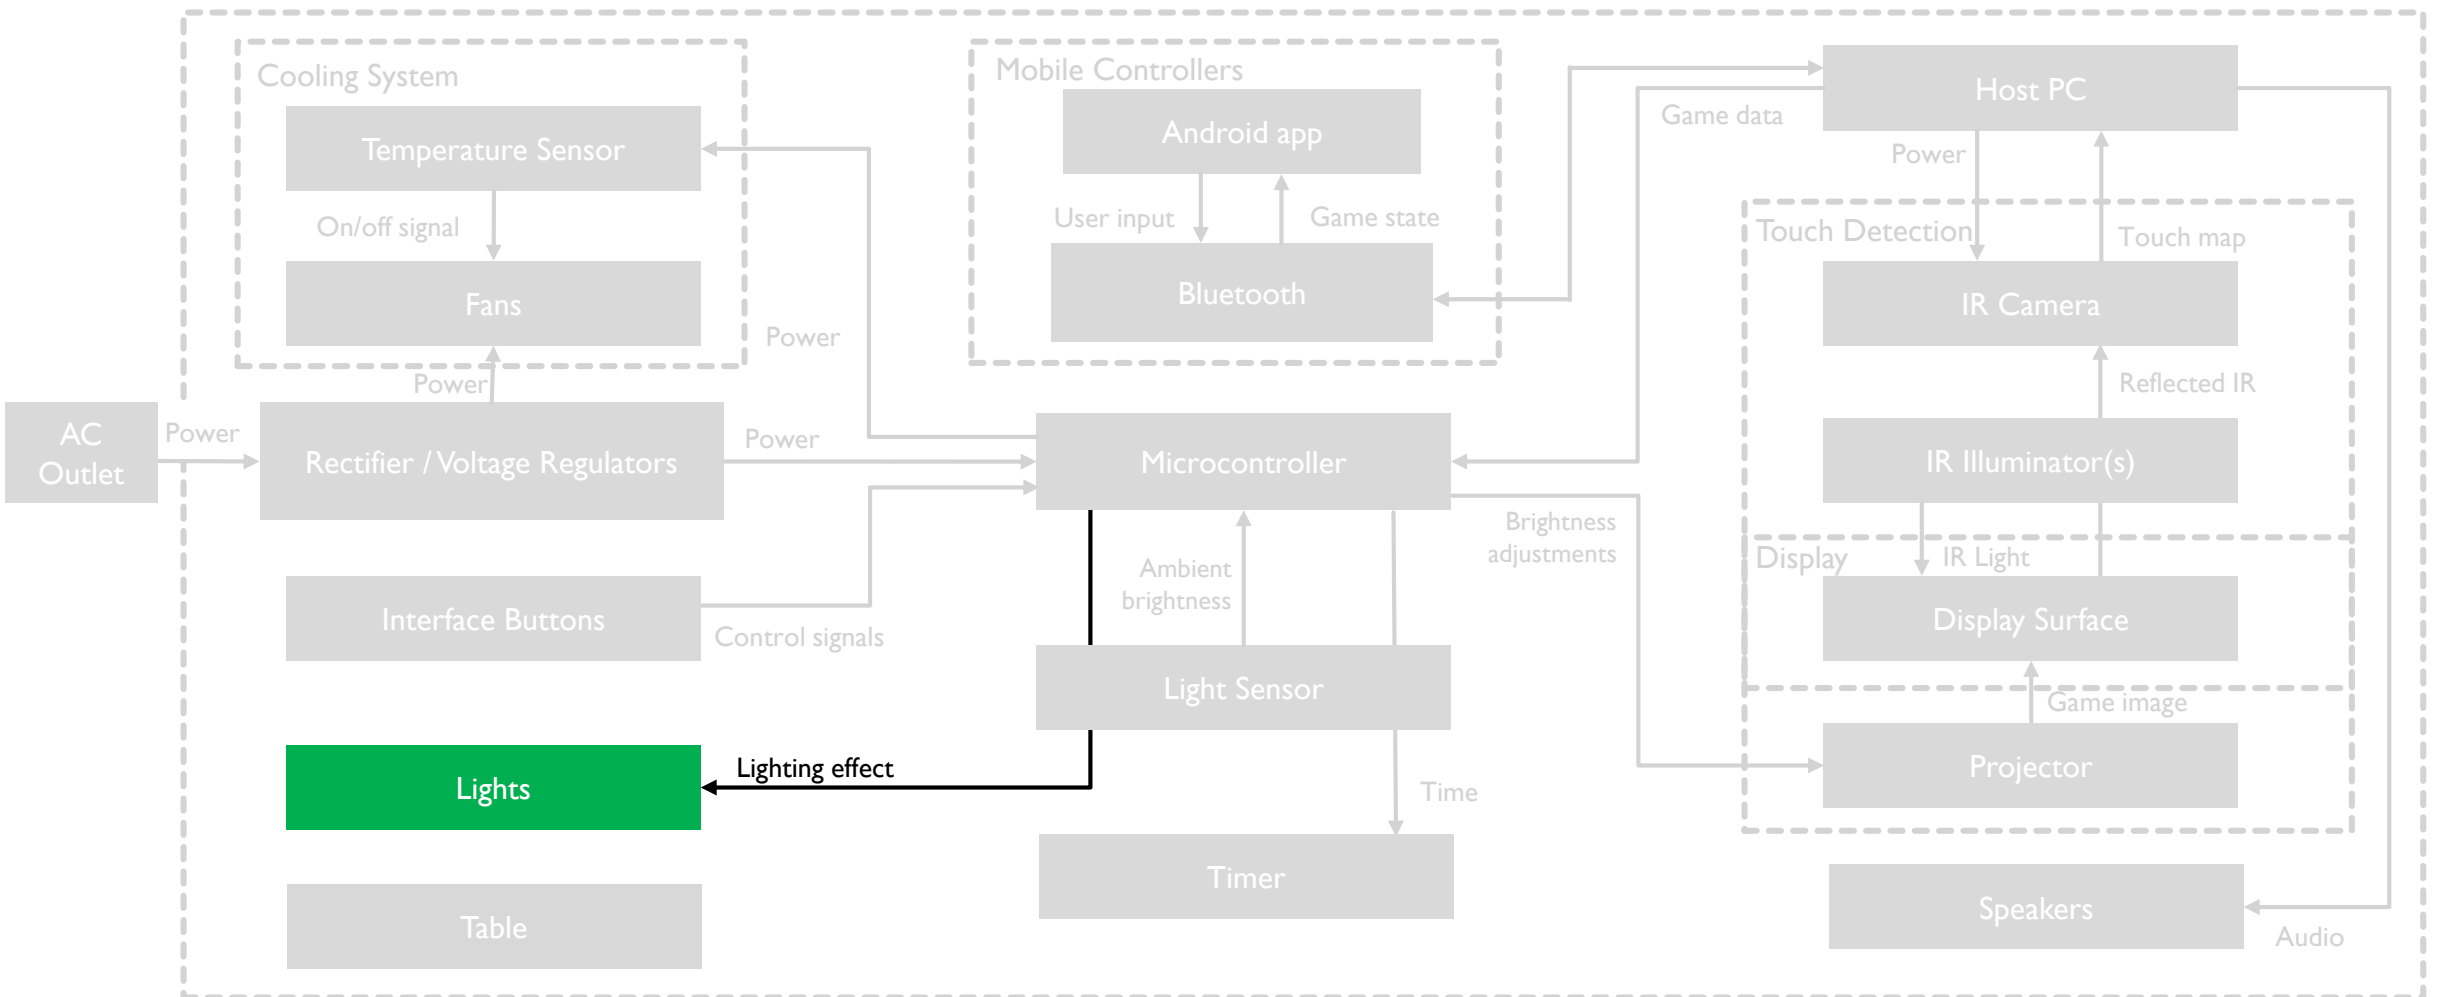 Cooling System
Temperature Sensor
On/off signal
Fans
Power
Power
AC
Outlet
Power
Rectifier / Voltage Regulators
Power
Interface Buttons
Control signals
Lights
Lighting effect
Table
Mobile Controllers
Android app
User input
Game state
Bluetooth
Microcontroller
Ambient
brightness
Light Sensor
Time
Timer
Brightness
adjustments
Game data
Host PC
Power
Touch Detection
Touch map
IR Camera
Reflected IR
IR Illuminator(s)
Display
IR Light
Display Surface
Game image
Projector
Speakers
Audio